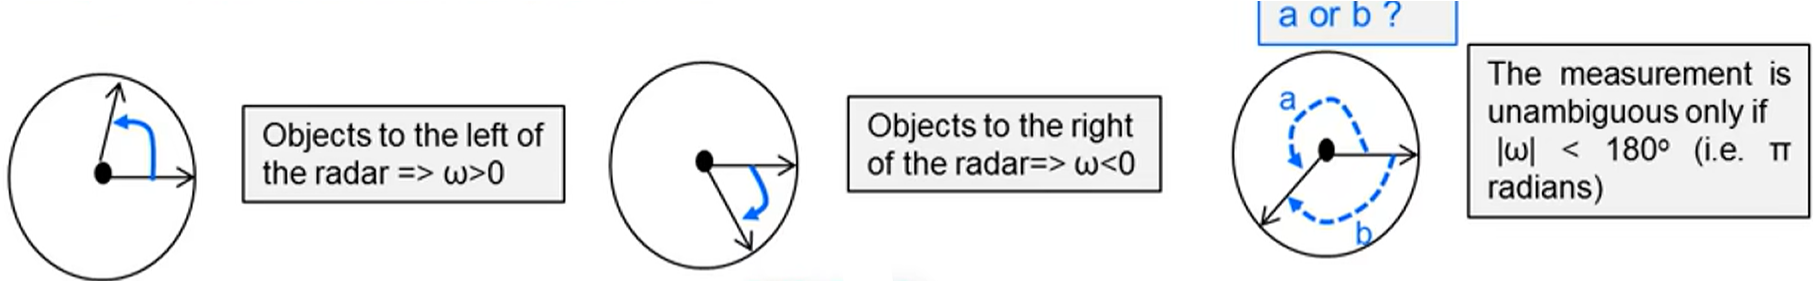 Objects to the left of
the radar => ω>0
Objects to the right
of the radar=> ω<0
a or b ?
a
b
The measurement is
unambiguous only if
|ω| < 180º (i.e. π
radians)